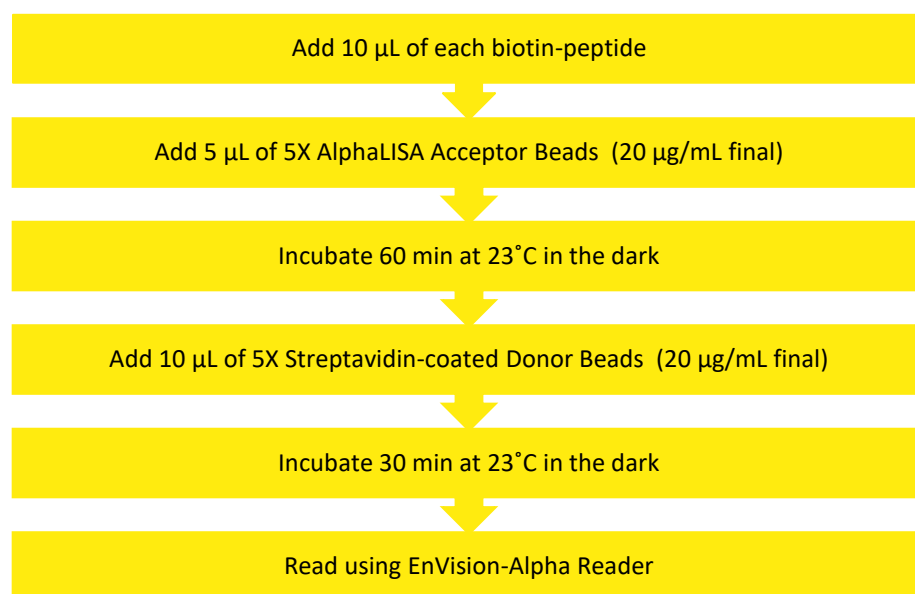 Add 10 µL of each biotin-peptide
Add 5 µL of 5X AlphaLISA Acceptor Beads  (20 µg/mL final)
Incubate 60 min at 23˚C in the dark
Add 10 µL of 5X Streptavidin-coated Donor Beads  (20 µg/mL final)
Incubate 30 min at 23˚C in the dark
Read using EnVision-Alpha Reader